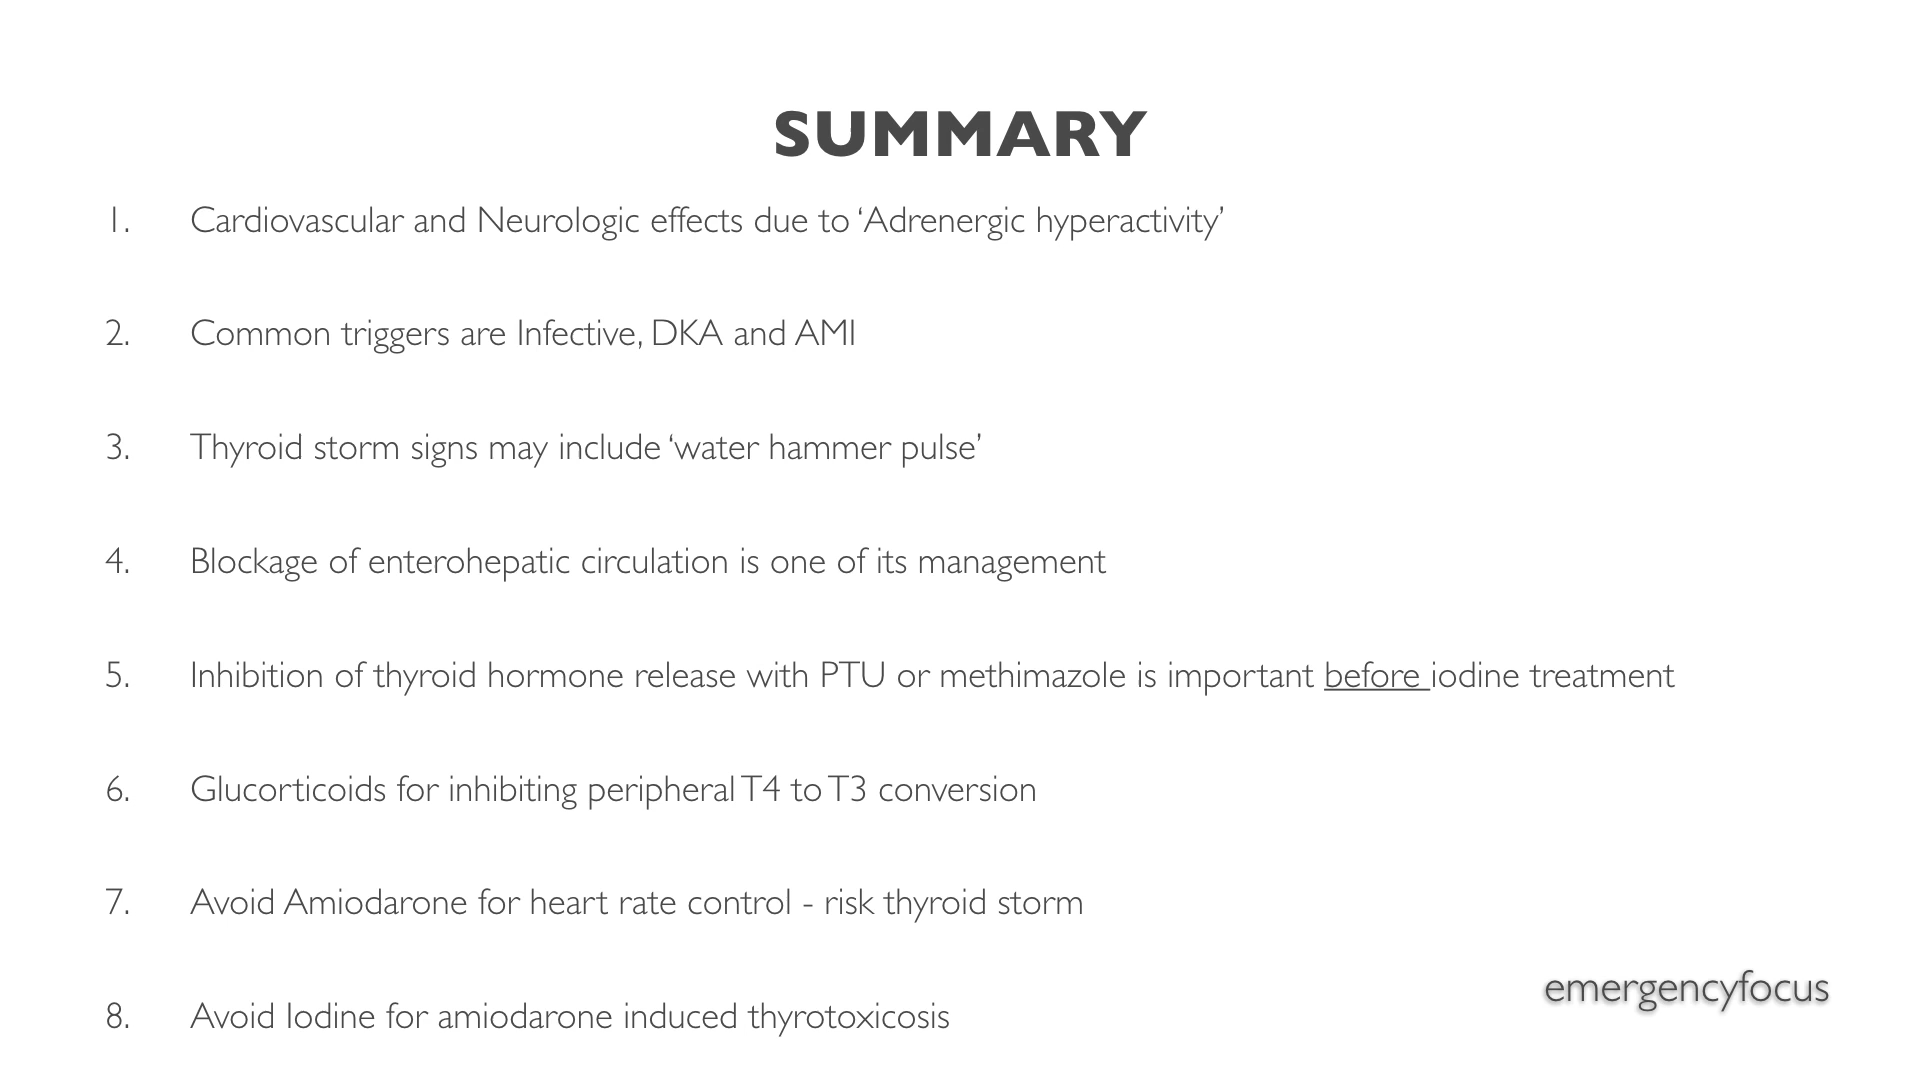 SUMMARY
1. Cardiovascular and Neurologic effects due to ‘Adrenergic hyperactivity’
2. Common triggers are Infective, DKA and AMI
3. Thyroid storm signs may include ‘water hammer pulse’
4. Blockage of enterohepatic circulation is one of its management
5. Inhibition of thyroid hormone release with PTU or methimazole is important before iodine treatment
6. Glucorticoids for inhibiting peripheral T4 to T3 conversion
7. Avoid Amiodarone for heart rate control - risk thyroid storm
8. Avoid Iodine for amiodarone induced thyrotoxicosis
emergencyfocus